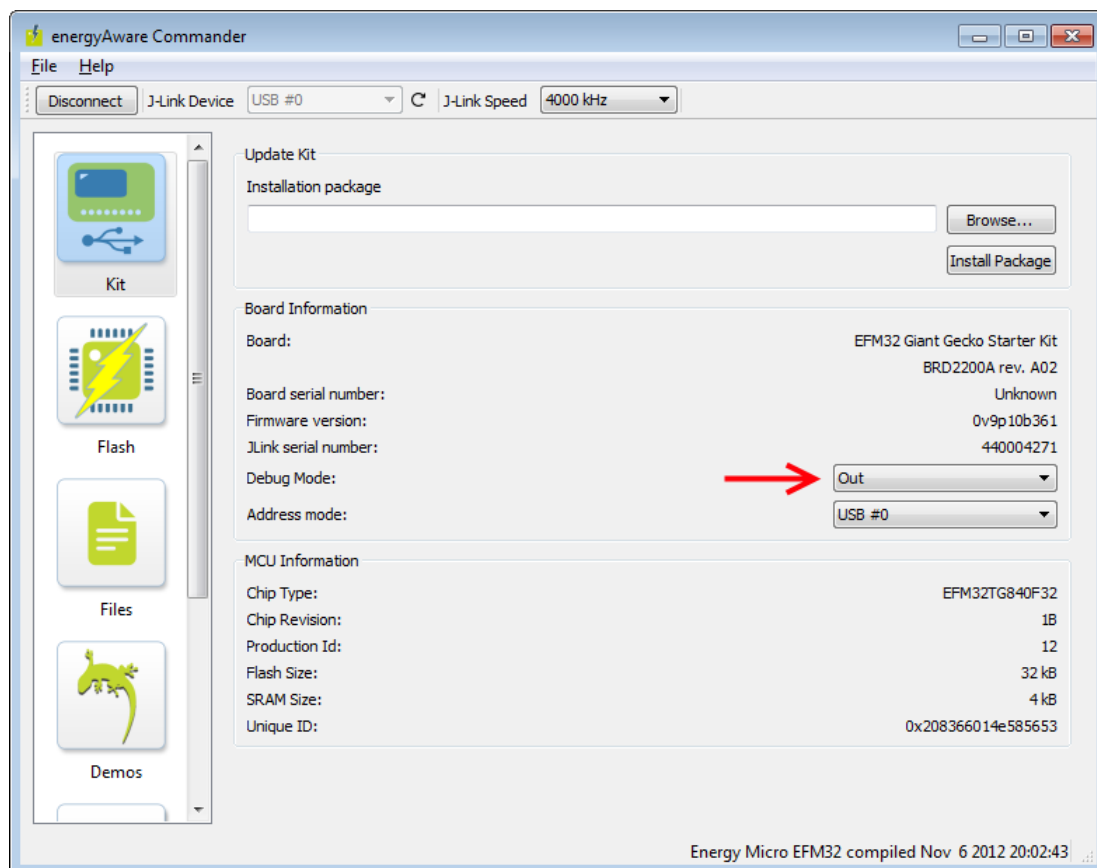 energyAware Commander
File Help
Disconnect J-Link Device USB #0 J-Link Speed 4000 kHz
Kit
Flash
Files
Demos
Update Kit
Installation package
Browse...
Install Package
Board Information
Board: EFM32 Giant Gecko Starter Kit
BRD2200A rev. A02
Board serial number: Unknown
Firmware version: 0v9p10b361
JLink serial number: 440004271
Debug Mode: Out
Address mode: USB #0
MCU Information
Chip Type: EFM32TG840F32
Chip Revision: 1B
Production Id: 12
Flash Size: 32 kB
SRAM Size: 4 kB
Unique ID: 0x208366014e585653
Energy Micro EFM32 compiled Nov 6 2012 20:02:43